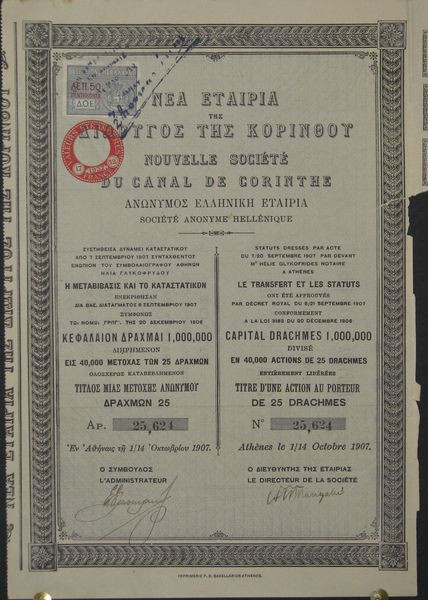 ΝΕΑ ΕΤΑΙΡΙΑ
ΤΗΣ
ΔΙΩΡΥΓΟΣ ΤΗΣ ΚΟΡΙΝΘΟΥ
NOUVELLE SOCIÉTÉ
DU CANAL DE CORINTHE
ΑΝΩΝΥΜΟΣ ΕΛΛΗΝΙΚΗ ΕΤΑΙΡΙΑ
SOCIÉTÉ ANONYME HELLÉNIQUE
ΛΕΠ. 50
ΔΟΕ
ΣΥΣΤΗΘΕΙΣΑ ΔΥΝΑΜΕΙ ΚΑΤΑΣΤΑΤΙΚΟΥ
ΑΠΟ 7 ΣΕΠΤΕΜΒΡΙΟΥ 1907 ΣΥΝΤΑΧΘΕΝΤΟΣ
ΕΝΩΠΙΟΝ ΤΟΥ ΣΥΜΒΟΛΑΙΟΓΡΑΦΟΥ ΑΘΗΝΩΝ
ΗΛΙΑ ΓΛΥΚΟΦΡΥΔΟΥ
Η ΜΕΤΑΒΙΒΑΣΙΣ ΚΑΙ ΤΟ ΚΑΤΑΣΤΑΤΙΚΟΝ
ΕΝΕΚΡΙΘΗΣΑΝ
ΔΙΑ ΒΑΣ. ΔΙΑΤΑΓΜΑΤΟΣ 8 ΣΕΠΤΕΜΒΡΙΟΥ 1907
ΣΥΜΦΩΝΩΣ
ΤΩι ΝΟΜΩι ͵ΓΡΠΓ΄. ΤΗΣ 20 ΔΕΚΕΜΒΡΙΟΥ 1906
ΚΕΦΑΛΑΙΟΝ ΔΡΑΧΜΑΙ 1,000,000
ΔΙΗΡΗΜΕΝΟΝ
ΕΙΣ 40,000 ΜΕΤΟΧΑΣ ΤΩΝ 25 ΔΡΑΧΜΩΝ
ΟΛΟΣΧΕΡΩΣ ΚΑΤΑΒΕΒΛΗΜΕΝΟΝ
ΤΙΤΛΟΣ ΜΙΑΣ ΜΕΤΟΧΗΣ ΑΝΩΝΥΜΟΥ
ΔΡΑΧΜΩΝ 25
ΑΡ. 25,624
Ἐν Ἀθήναις τῇ 1/14 Ὀκτωβρίου 1907.
Ο ΣΥΜΒΟΥΛΟΣ
L'ADMINISTRATEUR
STATUTS DRESSÉS PAR ACTE
DU 7/20 SEPTEMBRE 1907 PAR DEVANT
Mᵉ HÉLIE GLYKOFRIDES NOTAIRE
A ATHÈNES
LE TRANSFERT ET LES STATUTS
ONT ÉTÉ APPROUVÉS
PAR DÉCRET ROYAL DU 8/21 SEPTEMBRE 1907
CONFORMÉMENT
A LA LOI 3183 DU 20 DÉCEMBRE 1906
CAPITAL DRACHMES 1,000,000
DIVISÉ
EN 40,000 ACTIONS DE 25 DRACHMES
ENTIÈREMENT LIBÉRÉES
TITRE D'UNE ACTION AU PORTEUR
DE 25 DRACHMES
Nº 25,624
Athènes le 1/14 Octobre 1907.
Ο ΔΙΕΥΘΥΝΤΗΣ ΤΗΣ ΕΤΑΙΡΙΑΣ
LE DIRECTEUR DE LA SOCIÉTÉ
IMPRIMERIE P. D. SAKELLARIOS-ATHÈNES.